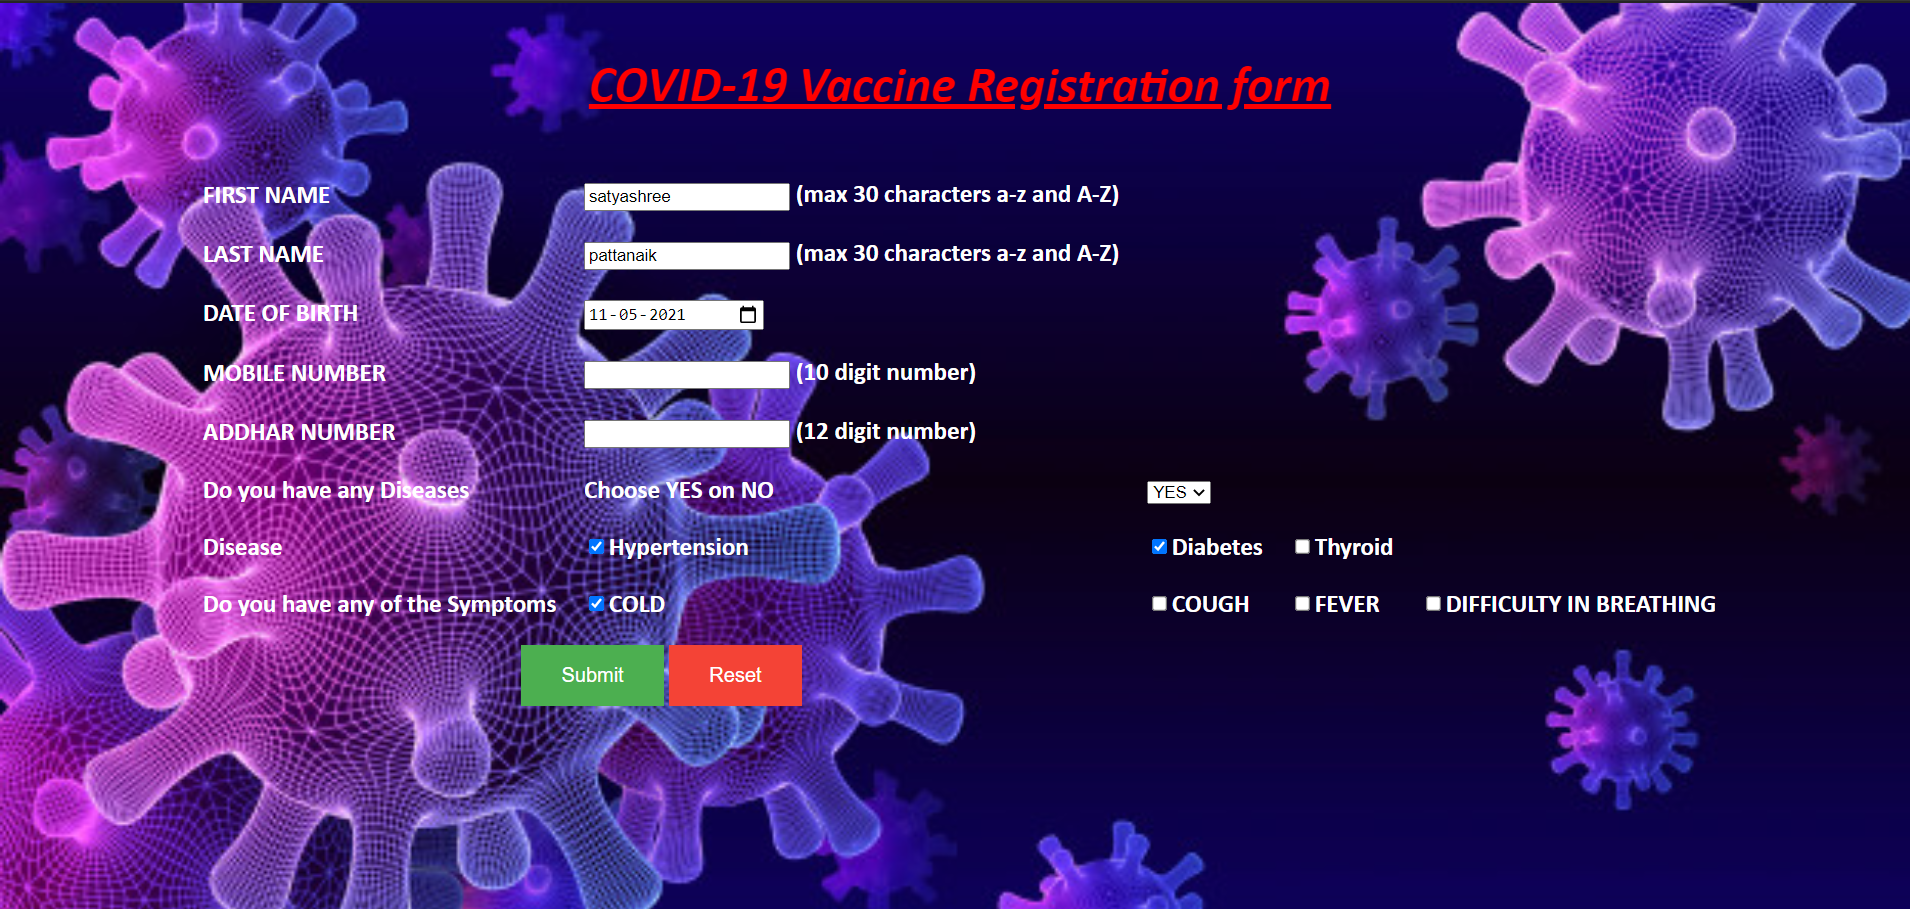 COVID-19 Vaccine Registration form
FIRST NAME satyashree (max 30 characters a-z and A-Z)
LAST NAME pattanaik (max 30 characters a-z and A-Z)
DATE OF BIRTH 11-05-2021
MOBILE NUMBER (10 digit number)
ADDHAR NUMBER (12 digit number)
Do you have any Diseases Choose YES on NO YES
Disease Hypertension Diabetes Thyroid
Do you have any of the Symptoms COLD COUGH FEVER DIFFICULTY IN BREATHING
Submit Reset